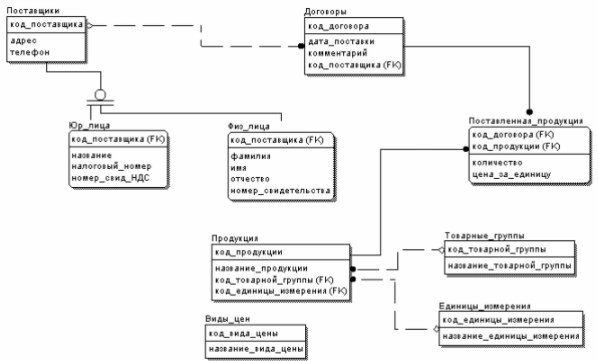 Поставщики
код_поставщика
адрес
телефон
Договоры
код_договора
дата_поставки
комментарий
код_поставщика (FK)
Юр_лица
код_поставщика (FK)
название
налоговый_номер
номер_свид_НДС
Физ_лица
код_поставщика (FK)
фамилия
имя
отчество
номер_свидетельства
Поставленная_продукция
код_договора (FK)
код_продукции (FK)
количество
цена_за_единицу
Продукция
код_продукции
название_продукции
код_товарной_группы (FK)
код_единицы_измерения (FK)
Товарные_группы
код_товарной_группы
название_товарной_группы
Единицы_измерения
код_единицы_измерения
название_единицы_измерения
Виды_цен
код_вида_цены
название_вида_цены